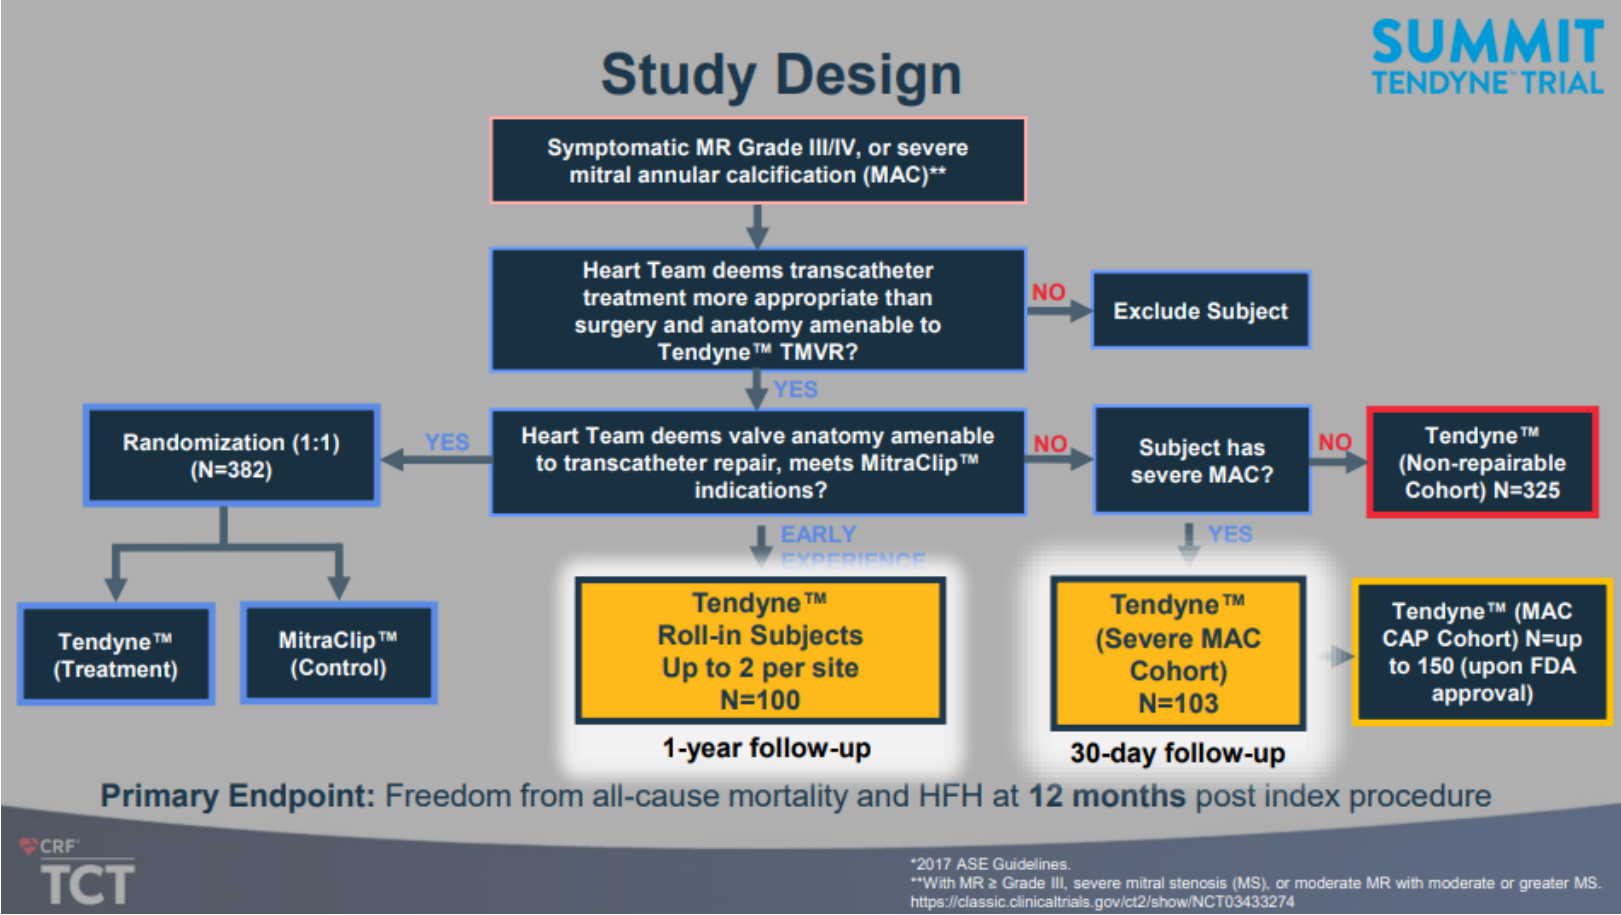 SUMMIT
TENDYNE™ TRIAL
Study Design
Symptomatic MR Grade III/IV, or severe
mitral annular calcification (MAC)**
Heart Team deems transcatheter
treatment more appropriate than
surgery and anatomy amenable to
Tendyne™ TMVR?
NO
Exclude Subject
YES
Randomization (1:1)
(N=382)
YES
Heart Team deems valve anatomy amenable
to transcatheter repair, meets MitraClip™
indications?
NO
Subject has
severe MAC?
NO
Tendyne™
(Non-repairable
Cohort) N=325
EARLY
EXPERIENCE
YES
Tendyne™
(Treatment)
MitraClip™
(Control)
Tendyne™
Roll-in Subjects
Up to 2 per site
N=100
1-year follow-up
Tendyne™
(Severe MAC
Cohort)
N=103
30-day follow-up
Tendyne™ (MAC
CAP Cohort) N=up
to 150 (upon FDA
approval)
Primary Endpoint: Freedom from all-cause mortality and HFH at 12 months post index procedure
CRF
TCT
*2017 ASE Guidelines.
**With MR ≥ Grade III, severe mitral stenosis (MS), or moderate MR with moderate or greater MS.
https://classic.clinicaltrials.gov/ct2/show/NCT03433274